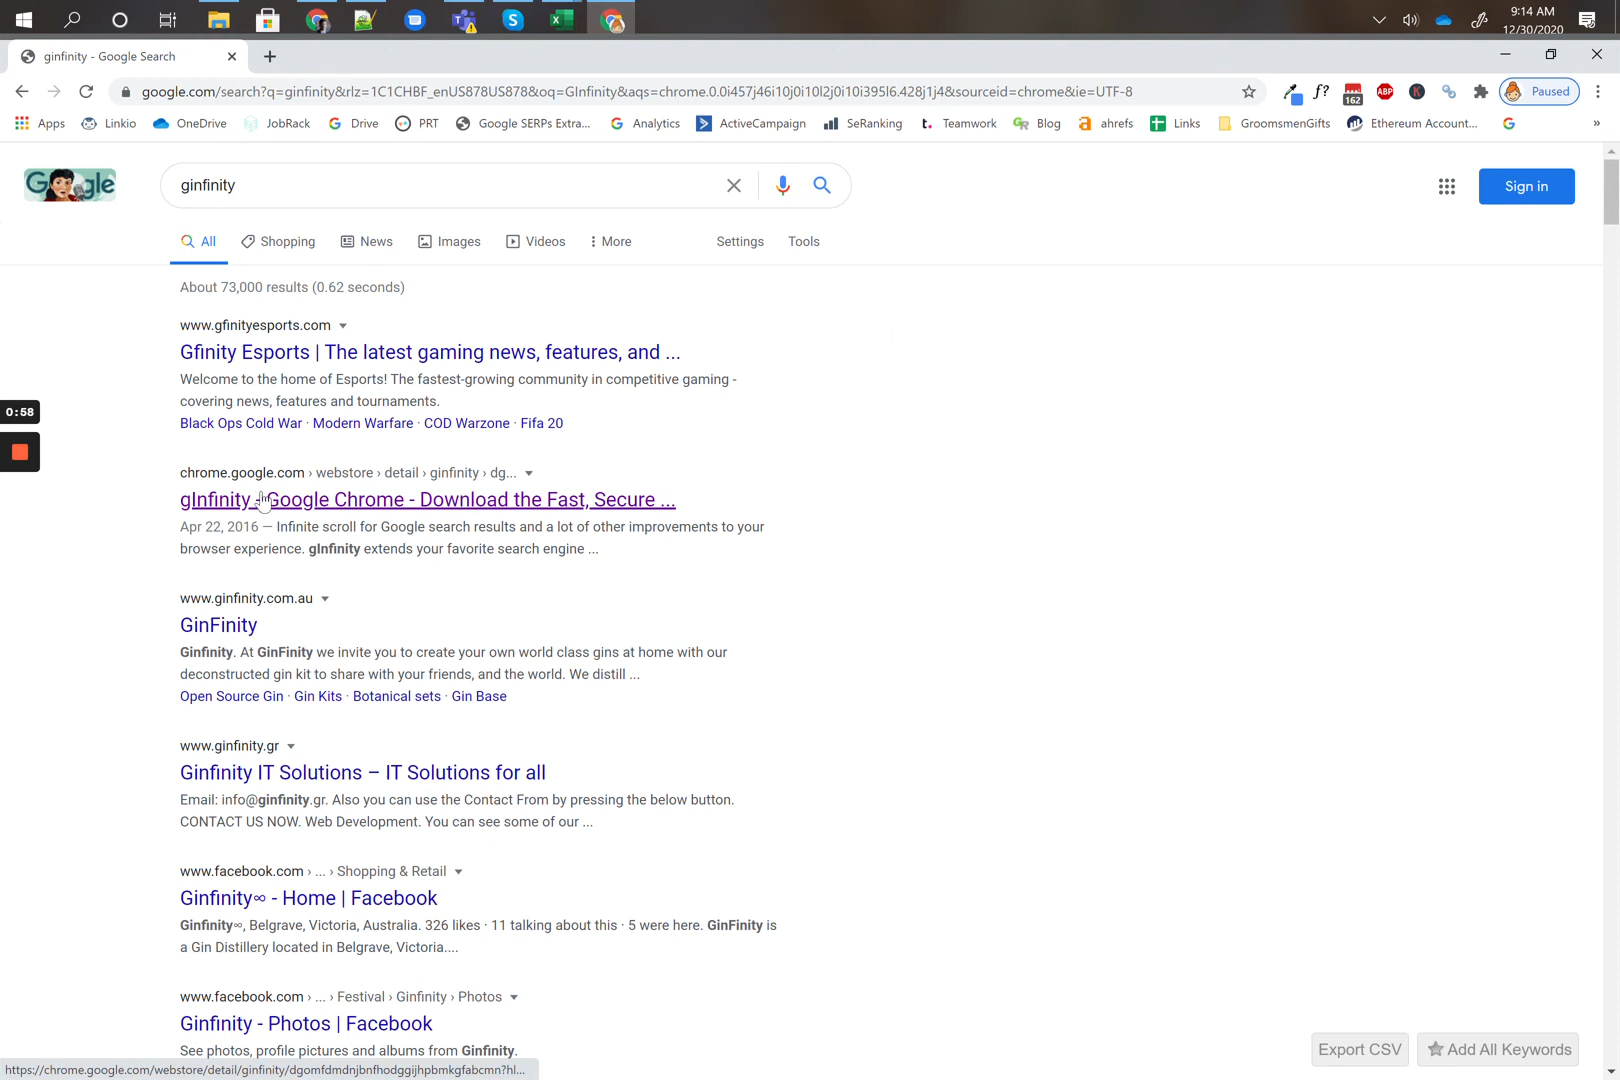 9:14 AM
12/30/2020
ginfinity - Google Search
google.com/search?q=ginfinity&rlz=1C1CHBF_enUS878US878&oq=GInfinity&aqs=chrome.0.0i457j46i10j0i10l2j0i10i395l6.428j1j4&sourceid=chrome&ie=UTF-8
f?
162
ABP
K
Paused
Apps
Linkio
OneDrive
JobRack
Drive
PRT
Google SERPs Extra...
Analytics
ActiveCampaign
SeRanking
Teamwork
Blog
ahrefs
Links
GroomsmenGifts
Ethereum Account...
»
ginfinity
Sign in
All
Shopping
News
Images
Videos
More
Settings
Tools
About 73,000 results (0.62 seconds)
www.gfinityesports.com
Gfinity Esports | The latest gaming news, features, and ...
Welcome to the home of Esports! The fastest-growing community in competitive gaming -
covering news, features and tournaments.
Black Ops Cold War · Modern Warfare · COD Warzone · Fifa 20
0:58
chrome.google.com › webstore › detail › ginfinity › dg...
gInfinity - Google Chrome - Download the Fast, Secure ...
Apr 22, 2016 — Infinite scroll for Google search results and a lot of other improvements to your
browser experience. gInfinity extends your favorite search engine ...
www.ginfinity.com.au
GinFinity
Ginfinity. At GinFinity we invite you to create your own world class gins at home with our
deconstructed gin kit to share with your friends, and the world. We distill ...
Open Source Gin · Gin Kits · Botanical sets · Gin Base
www.ginfinity.gr
Ginfinity IT Solutions – IT Solutions for all
Email: info@ginfinity.gr. Also you can use the Contact From by pressing the below button.
CONTACT US NOW. Web Development. You can see some of our ...
www.facebook.com › ... › Shopping & Retail
Ginfinity∞ - Home | Facebook
Ginfinity∞, Belgrave, Victoria, Australia. 326 likes · 11 talking about this · 5 were here. GinFinity is
a Gin Distillery located in Belgrave, Victoria....
www.facebook.com › ... › Festival › Ginfinity › Photos
Ginfinity - Photos | Facebook
See photos, profile pictures and albums from Ginfinity.
Export CSV
Add All Keywords
https://chrome.google.com/webstore/detail/ginfinity/dgomfdmdnjbnfhodggijhpbmkgfabcmn?hl...